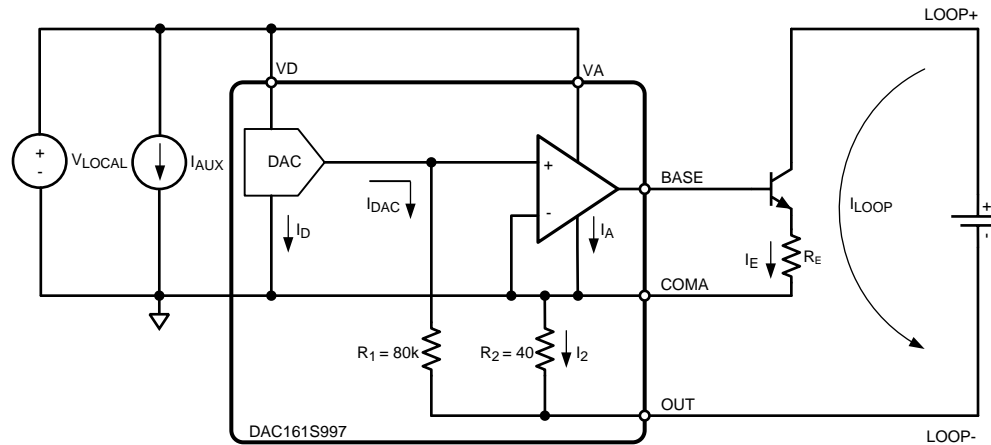 LOOP+
VD
VA
+
-
VLOCAL
IAUX
DAC
+
-
BASE
IDAC
ILOOP
+
-
ID
IA
IE
RE
COMA
R1 = 80k
R2 = 40
I2
OUT
DAC161S997
LOOP-